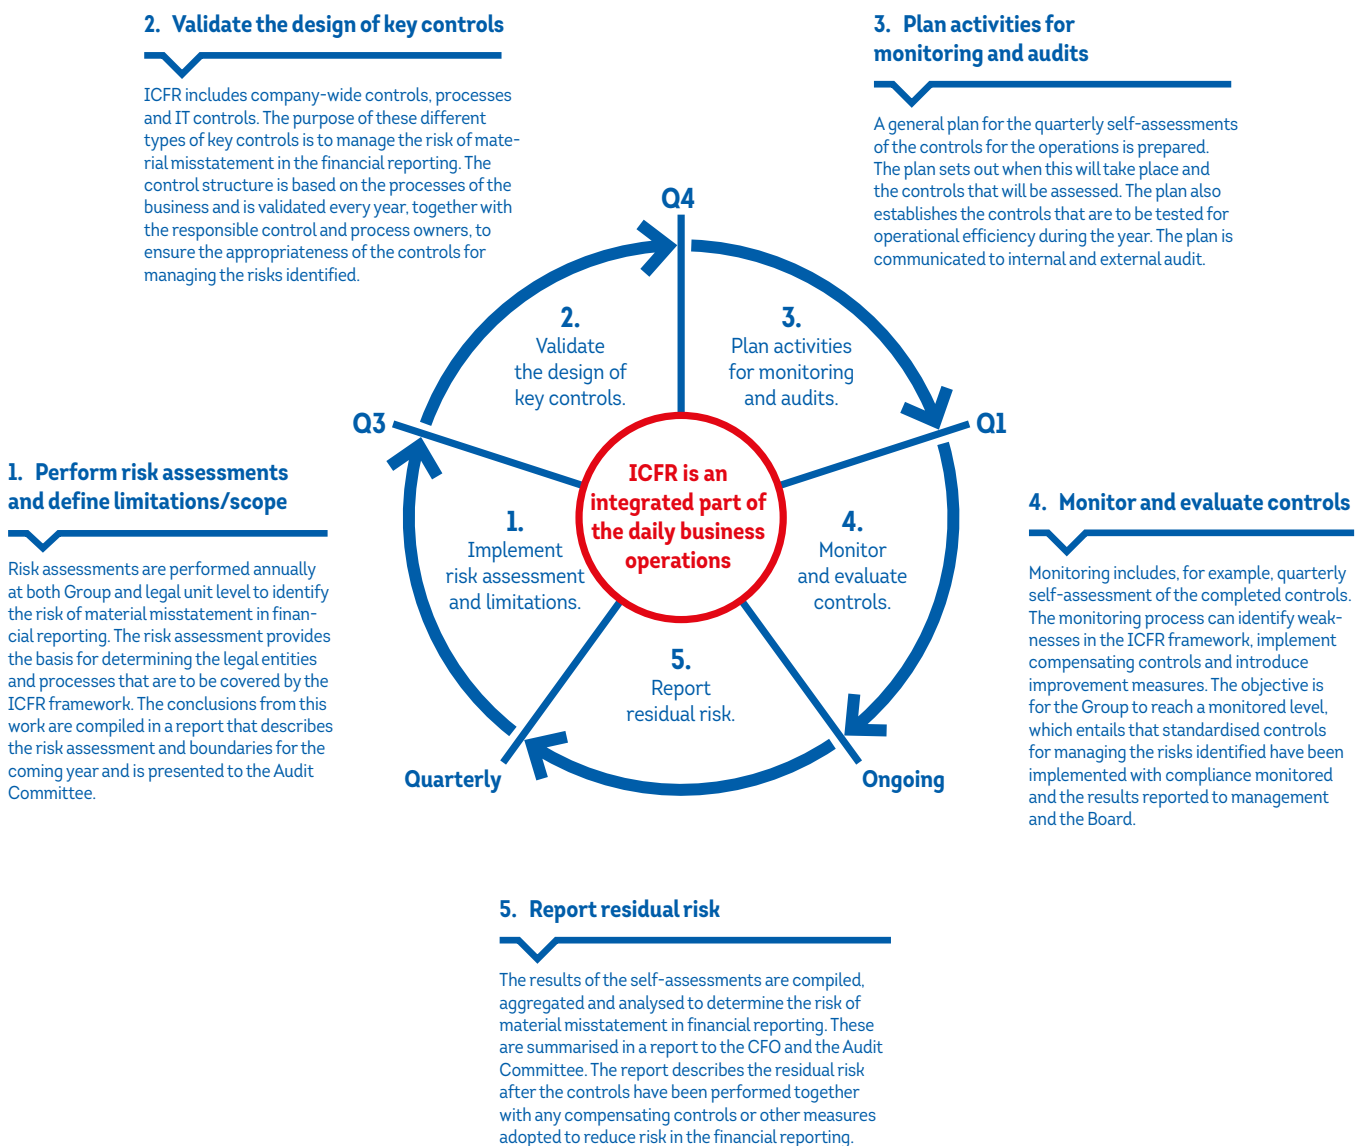 2. Validate the design of key controls
ICFR includes company-wide controls, processes
and IT controls. The purpose of these different
types of key controls is to manage the risk of mate-
rial misstatement in the financial reporting. The
control structure is based on the processes of the
business and is validated every year, together with
the responsible control and process owners, to
ensure the appropriateness of the controls for
managing the risks identified.
3. Plan activities for
monitoring and audits
A general plan for the quarterly self-assessments
of the controls for the operations is prepared.
The plan sets out when this will take place and
the controls that will be assessed. The plan also
establishes the controls that are to be tested for
operational efficiency during the year. The plan is
communicated to internal and external audit.
Q4
2.
Validate
the design of
key controls.
3.
Plan activities
for monitoring
and audits.
Q3
Q1
ICFR is an
integrated part of
the daily business
operations
1.
Implement
risk assessment
and limitations.
4.
Monitor
and evaluate
controls.
5.
Report
residual risk.
Quarterly
Ongoing
1. Perform risk assessments
and define limitations/scope
Risk assessments are performed annually
at both Group and legal unit level to identify
the risk of material misstatement in finan-
cial reporting. The risk assessment provides
the basis for determining the legal entities
and processes that are to be covered by the
ICFR framework. The conclusions from this
work are compiled in a report that describes
the risk assessment and boundaries for the
coming year and is presented to the Audit
Committee.
4. Monitor and evaluate controls
Monitoring includes, for example, quarterly
self-assessment of the completed controls.
The monitoring process can identify weak-
nesses in the ICFR framework, implement
compensating controls and introduce
improvement measures. The objective is
for the Group to reach a monitored level,
which entails that standardised controls
for managing the risks identified have been
implemented with compliance monitored
and the results reported to management
and the Board.
5. Report residual risk
The results of the self-assessments are compiled,
aggregated and analysed to determine the risk of
material misstatement in financial reporting. These
are summarised in a report to the CFO and the Audit
Committee. The report describes the residual risk
after the controls have been performed together
with any compensating controls or other measures
adopted to reduce risk in the financial reporting.